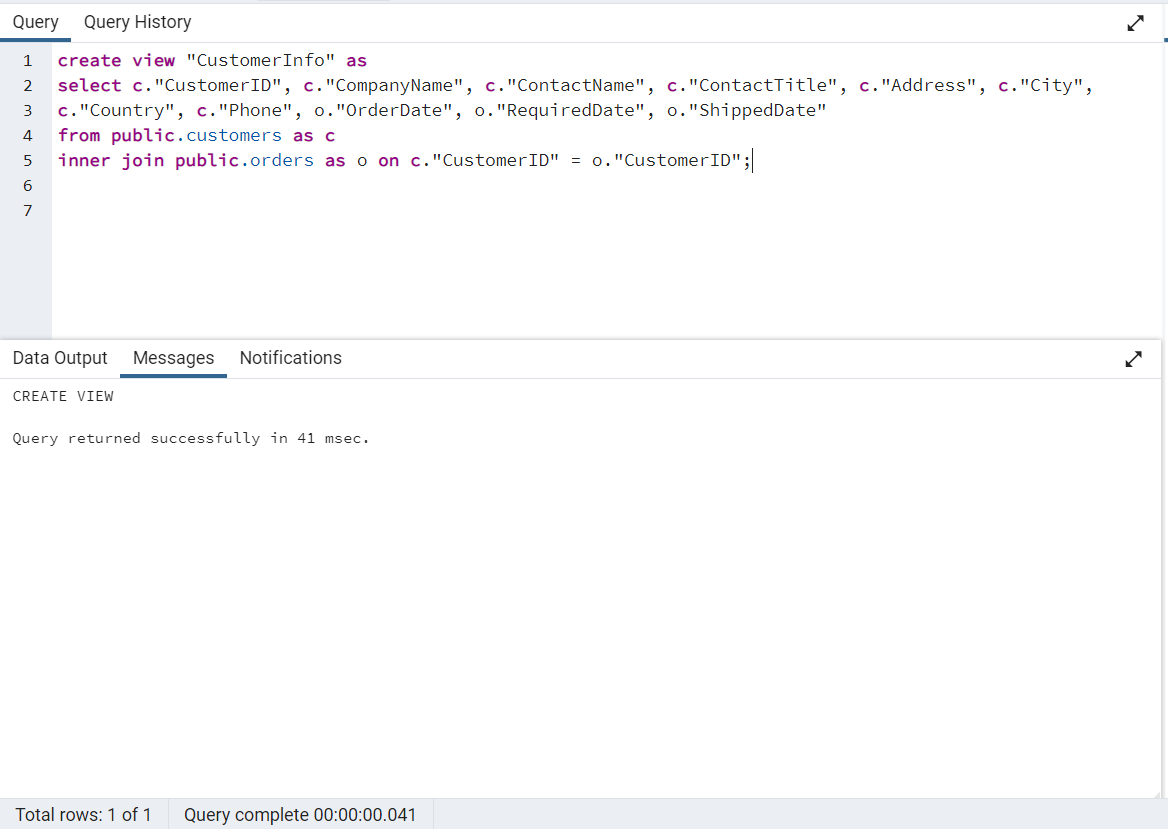 Query Query History
1 create view "CustomerInfo" as
2 select c."CustomerID", c."CompanyName", c."ContactName", c."ContactTitle", c."Address", c."City",
3 c."Country", c."Phone", o."OrderDate", o."RequiredDate", o."ShippedDate"
4 from public.customers as c
5 inner join public.orders as o on c."CustomerID" = o."CustomerID";
6
7
Data Output Messages Notifications
CREATE VIEW
Query returned successfully in 41 msec.
Total rows: 1 of 1 Query complete 00:00:00.041